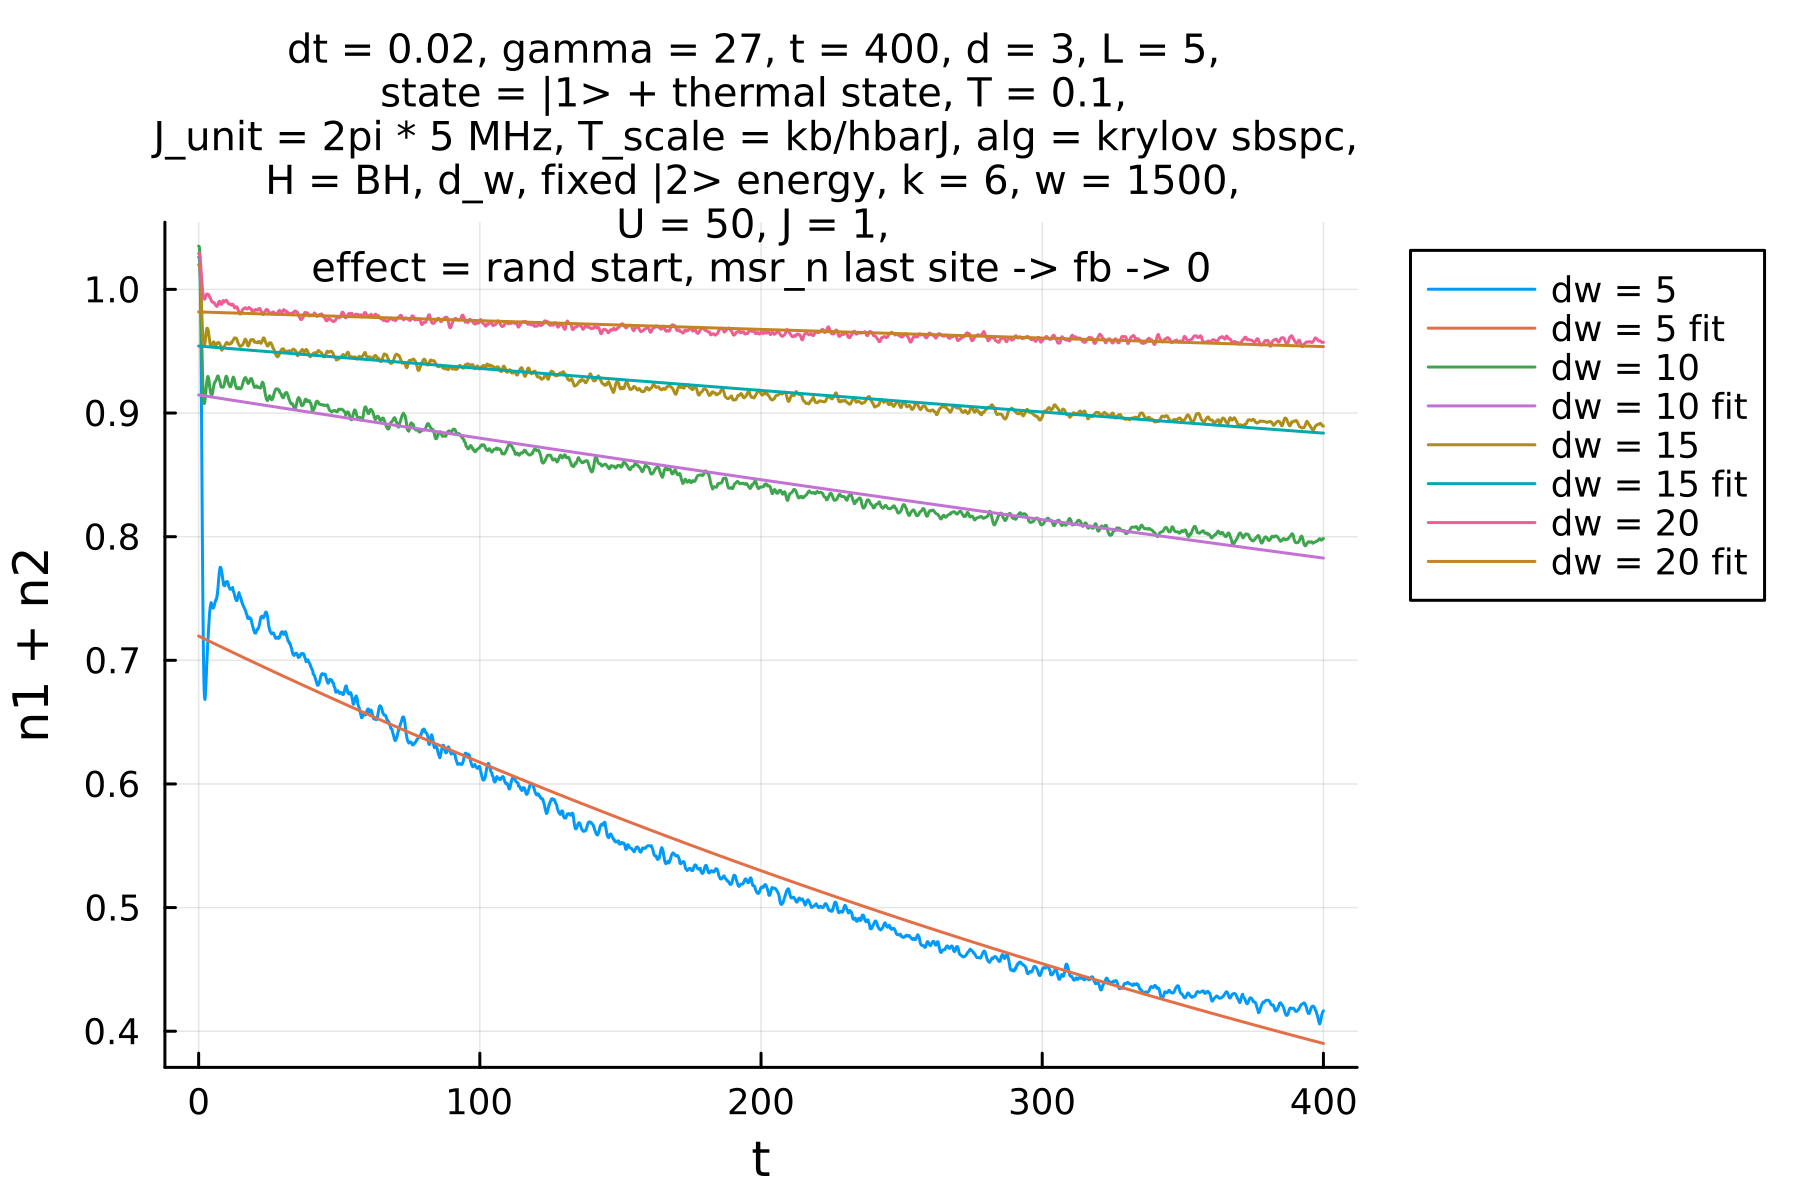 dt = 0.02, gamma = 27, t = 400, d = 3, L = 5,
state = |1> + thermal state, T = 0.1,
J_unit = 2pi * 5 MHz, T_scale = kb/hbarJ, alg = krylov sbspc,
H = BH, d_w, fixed |2> energy, k = 6, w = 1500,
U = 50, J = 1,
effect = rand start, msr_n last site -> fb -> 0
n1 + n2
1.0
0.9
0.8
0.7
0.6
0.5
0.4
0 100 200 300 400
t
dw = 5
dw = 5 fit
dw = 10
dw = 10 fit
dw = 15
dw = 15 fit
dw = 20
dw = 20 fit